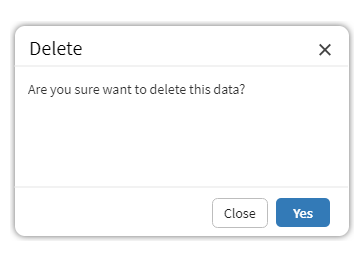 Delete
Are you sure want to delete this data?
Close
Yes